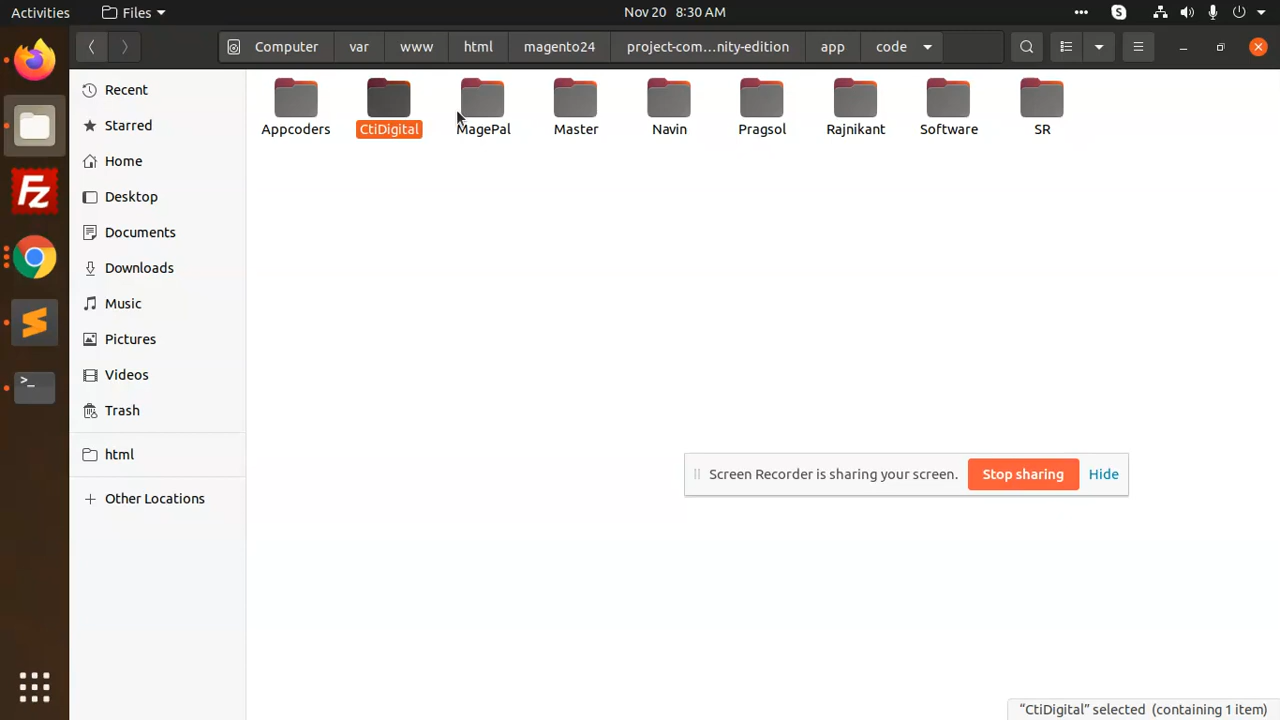 Activities Files Nov 20 8:30 AM
Computer var www html magento24 project-com…nity-edition app code
Recent
Starred
Home
Desktop
Documents
Downloads
Music
Pictures
Videos
Trash
html
Other Locations
Appcoders CtiDigital MagePal Master Navin Pragsol Rajnikant Software SR
Screen Recorder is sharing your screen. Stop sharing Hide
“CtiDigital” selected (containing 1 item)